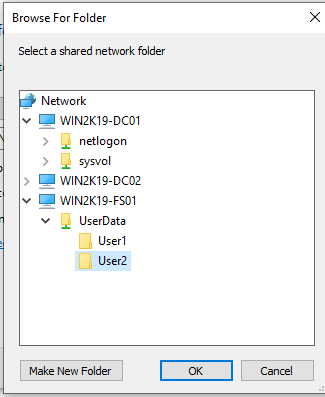 Browse For Folder
Select a shared network folder
Network
WIN2K19-DC01
netlogon
sysvol
WIN2K19-DC02
WIN2K19-FS01
UserData
User1
User2
Make New Folder
OK
Cancel